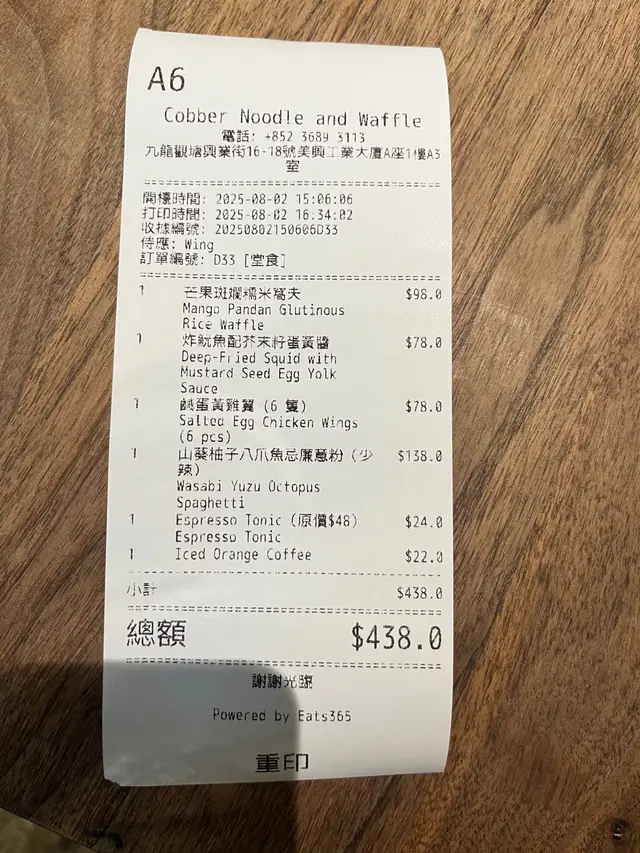 A6
Cobber Noodle and Waffle
電話: +852 3689 3113
九龍觀塘興業街16-18號美興工業大廈A座1樓A3
室
開檯時間: 2025-08-02 15:06:06
打印時間: 2025-08-02 16:34:02
收據編號: 20250802150606D33
侍應: Wing
訂單編號: D33 [堂食]
1 芒果斑斕糯米窩夫 $98.0
Mango Pandan Glutinous
Rice Waffle
1 炸魷魚配芥末籽蛋黃醬 $78.0
Deep-Fried Squid with
Mustard Seed Egg Yolk
Sauce
1 鹹蛋黃雞翼 (6 隻) $78.0
Salted Egg Chicken Wings
(6 pcs)
1 山葵柚子八爪魚忌廉意粉 (少 $138.0
辣)
Wasabi Yuzu Octopus
Spaghetti
1 Espresso Tonic (原價$48) $24.0
Espresso Tonic
1 Iced Orange Coffee $22.0
小計 $438.0
總額 $438.0
謝謝光臨
Powered by Eats365
重印